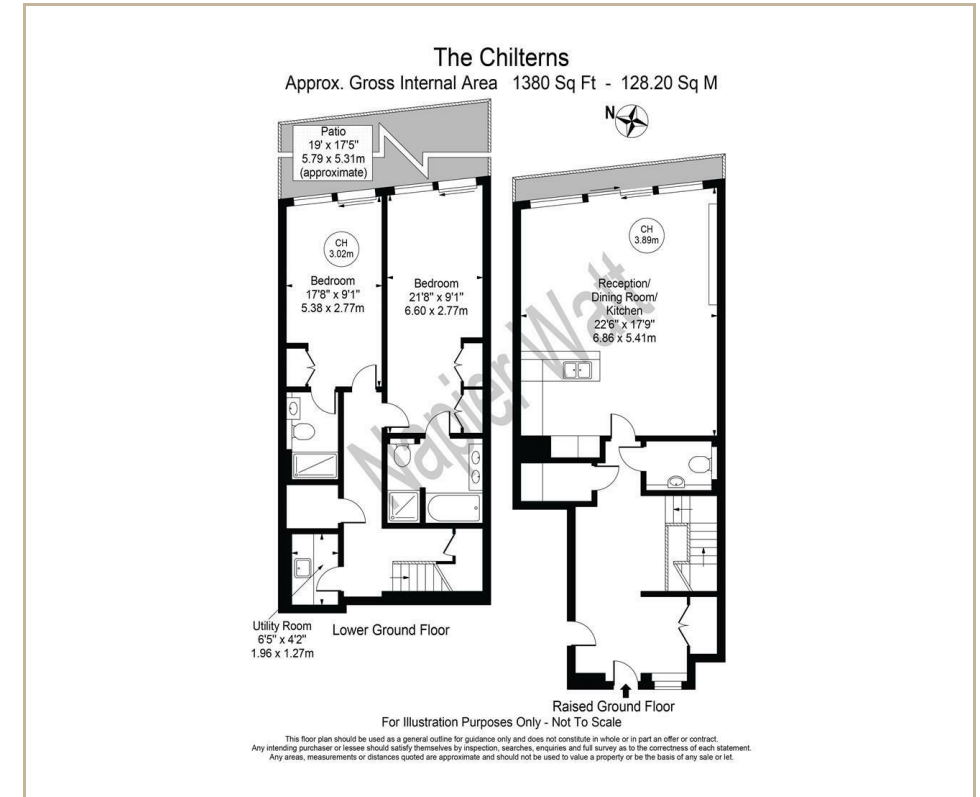 The Chilterns
Approx. Gross Internal Area 1380 Sq Ft - 128.20 Sq M
N
Patio
19' x 17'5"
5.79 x 5.31m
(approximate)
CH
3.02m
Bedroom
17'8" x 9'1"
5.38 x 2.77m
Bedroom
21'8" x 9'1"
6.60 x 2.77m
Utility Room
6'5" x 4'2"
1.96 x 1.27m
Lower Ground Floor
CH
3.89m
Reception/
Dining Room/
Kitchen
22'6" x 17'9"
6.86 x 5.41m
Napier Watt
Raised Ground Floor
For Illustration Purposes Only - Not To Scale
This floor plan should be used as a general outline for guidance only and does not constitute in whole or in part an offer or contract.
Any intending purchaser or lessee should satisfy themselves by inspection, searches, enquiries and full survey as to the correctness of each statement.
Any areas, measurements or distances quoted are approximate and should not be used to value a property or be the basis of any sale or let.